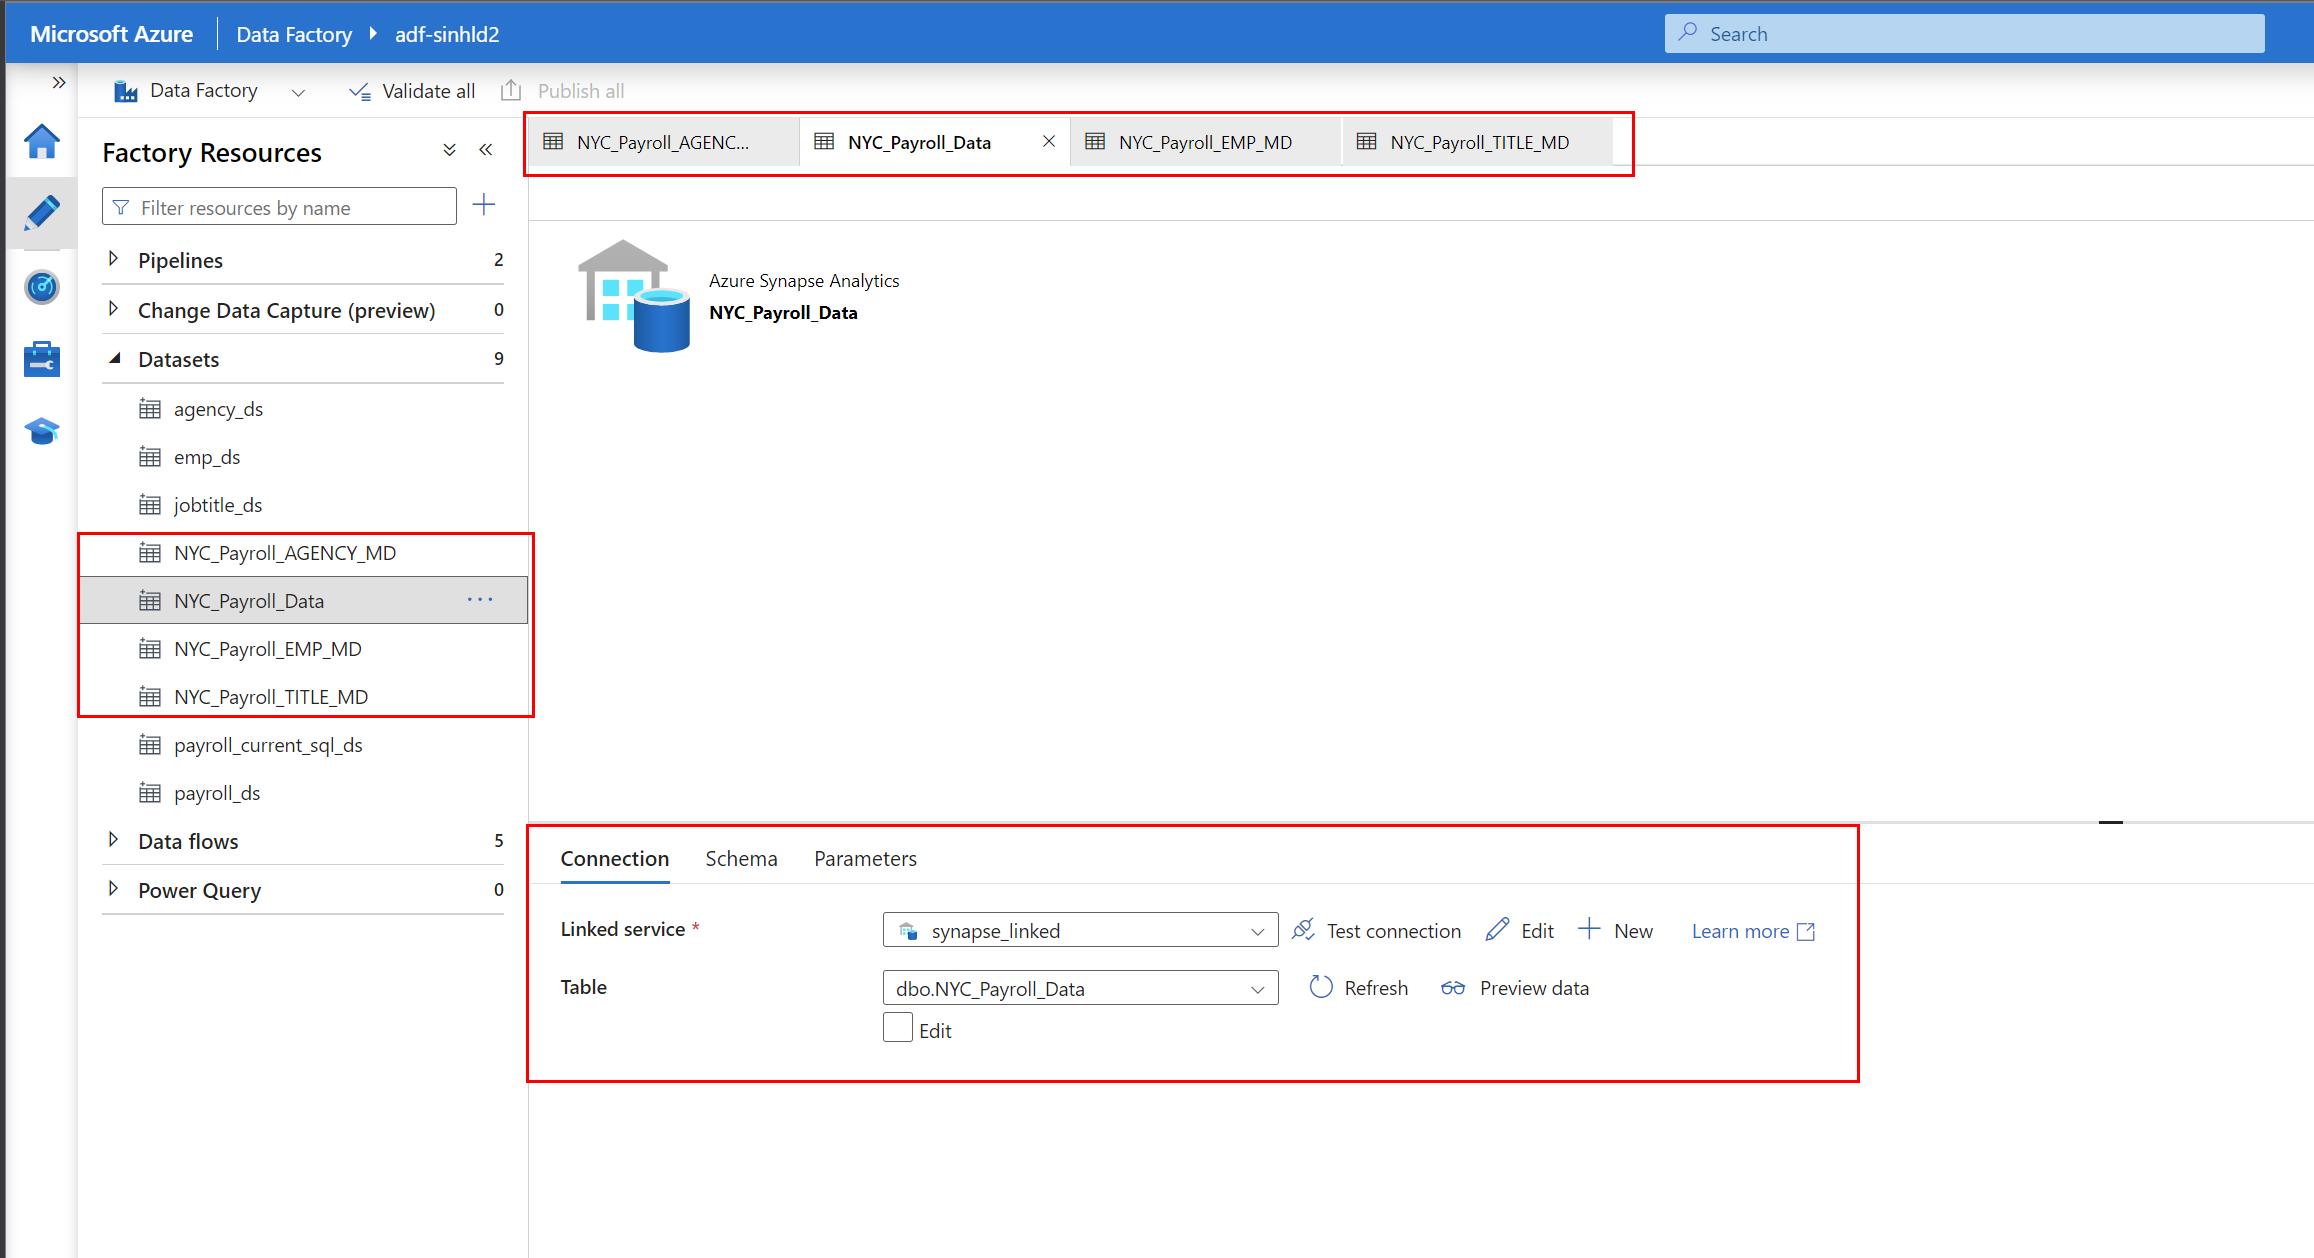 Microsoft Azure Data Factory adf-sinhld2 Search
Data Factory Validate all Publish all
Factory Resources
Filter resources by name
Pipelines 2
Change Data Capture (preview) 0
Datasets 9
agency_ds
emp_ds
jobtitle_ds
NYC_Payroll_AGENCY_MD
NYC_Payroll_Data ...
NYC_Payroll_EMP_MD
NYC_Payroll_TITLE_MD
payroll_current_sql_ds
payroll_ds
Data flows 5
Power Query 0
NYC_Payroll_AGENC... NYC_Payroll_Data NYC_Payroll_EMP_MD NYC_Payroll_TITLE_MD
Azure Synapse Analytics
NYC_Payroll_Data
Connection Schema Parameters
Linked service * synapse_linked Test connection Edit New Learn more
Table dbo.NYC_Payroll_Data Refresh Preview data
Edit